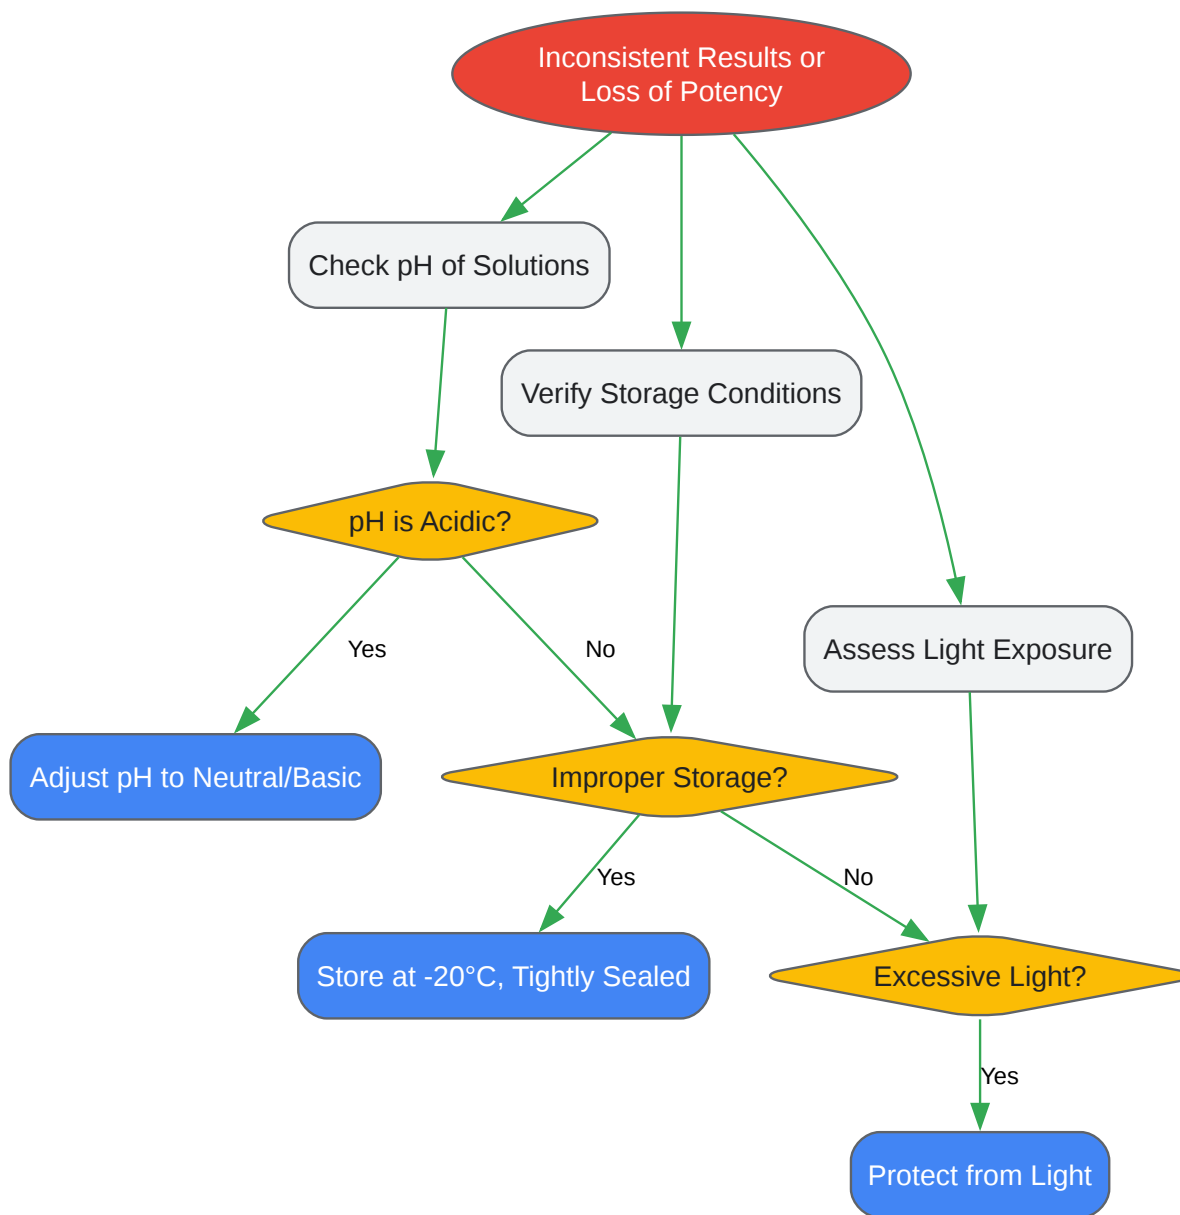 Inconsistent Results or
Loss of Potency
Check pH of Solutions
Verify Storage Conditions
pH is Acidic?
Yes
No
Assess Light Exposure
Adjust pH to Neutral/Basic
Improper Storage?
Yes
No
Store at -20°C, Tightly Sealed
Excessive Light?
Yes
Protect from Light